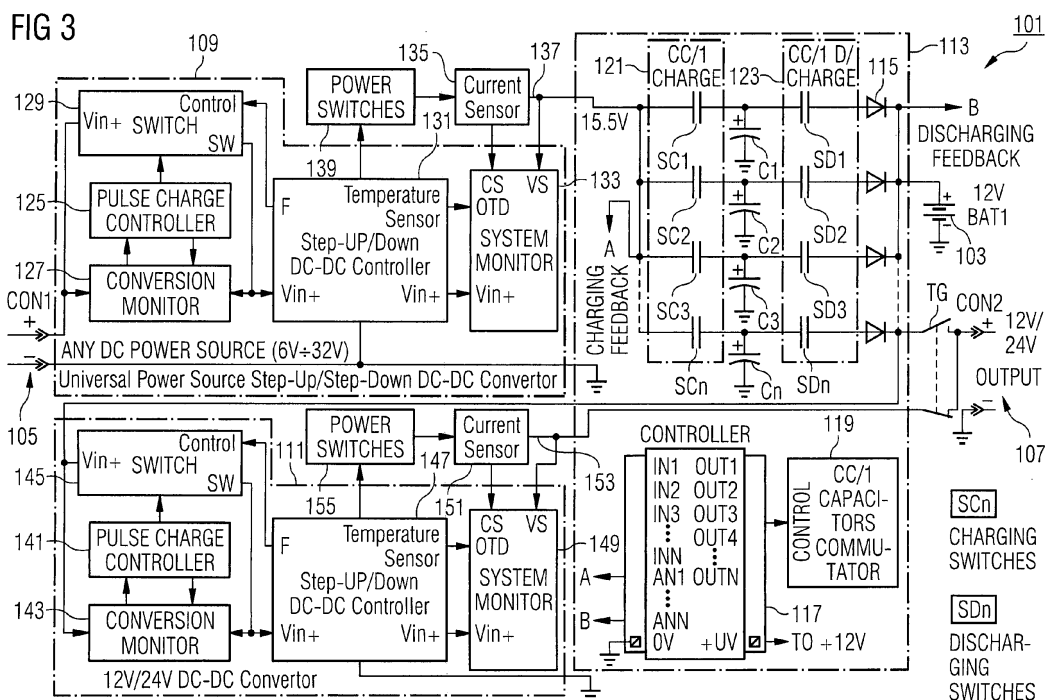 FIG 3
101
109
135
137
113
129
Control
Vin+
SWITCH
SW
POWER
SWITCHES
139
Current
Sensor
131
121
CC/1
CHARGE
123
CC/1 D/
CHARGE
115
15.5V
B
DISCHARGING
FEEDBACK
SC1
C1
SD1
125
PULSE CHARGE
CONTROLLER
127
CONVERSION
MONITOR
F
Temperature
Sensor
Step-UP/Down
DC-DC Controller
Vin+
Vin+
CS
VS
OTD
SYSTEM
MONITOR
133
A
CHARGING
FEEDBACK
SC2
C2
SD2
12V
BAT1
103
SC3
C3
SD3
SCn
Cn
SDn
TG
CON2
+
12V/
24V
OUTPUT
−
107
CON1
+
−
105
ANY DC POWER SOURCE (6V÷32V)
Universal Power Source Step-Up/Step-Down DC-DC Convertor
Control
Vin+
SWITCH
SW
145
111
POWER
SWITCHES
155
147
Current
Sensor
151
153
141
PULSE CHARGE
CONTROLLER
143
CONVERSION
MONITOR
F
Temperature
Sensor
Step-UP/Down
DC-DC Controller
Vin+
Vin+
CS
VS
OTD
SYSTEM
MONITOR
149
12V/24V DC-DC Convertor
CONTROLLER
IN1 OUT1
IN2 OUT2
IN3 OUT3
OUT4
INN
AN1 OUTN
ANN
0V +UV
A
B
117
TO +12V
119
CONTROL
CC/1
CAPACI-
TORS
COMMU-
TATOR
SCn
CHARGING
SWITCHES
SDn
DISCHAR-
GING
SWITCHES